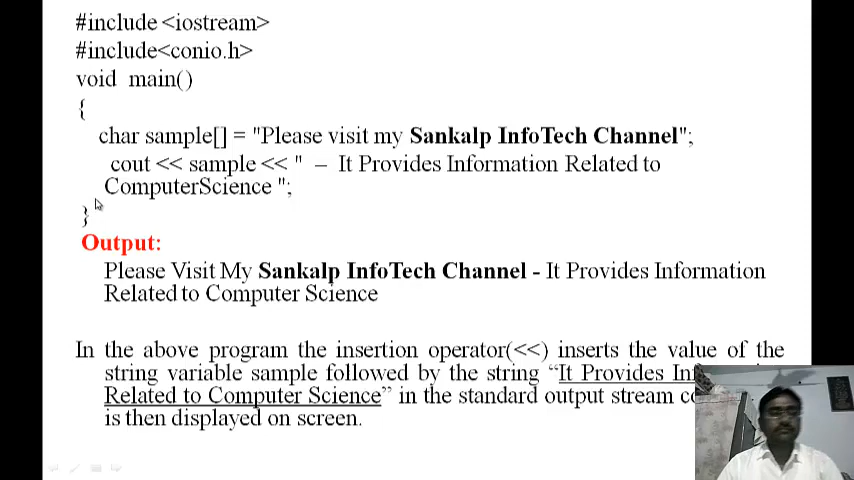 #include <iostream>
#include<conio.h>
void main()
{
char sample[] = "Please visit my Sankalp InfoTech Channel";
cout << sample << " – It Provides Information Related to
ComputerScience ";
}
Output:
Please Visit My Sankalp InfoTech Channel - It Provides Information
Related to Computer Science
In the above program the insertion operator(<<) inserts the value of the
string variable sample followed by the string “It Provides
Related to Computer Science” in the standard output stream
is then displayed on screen.